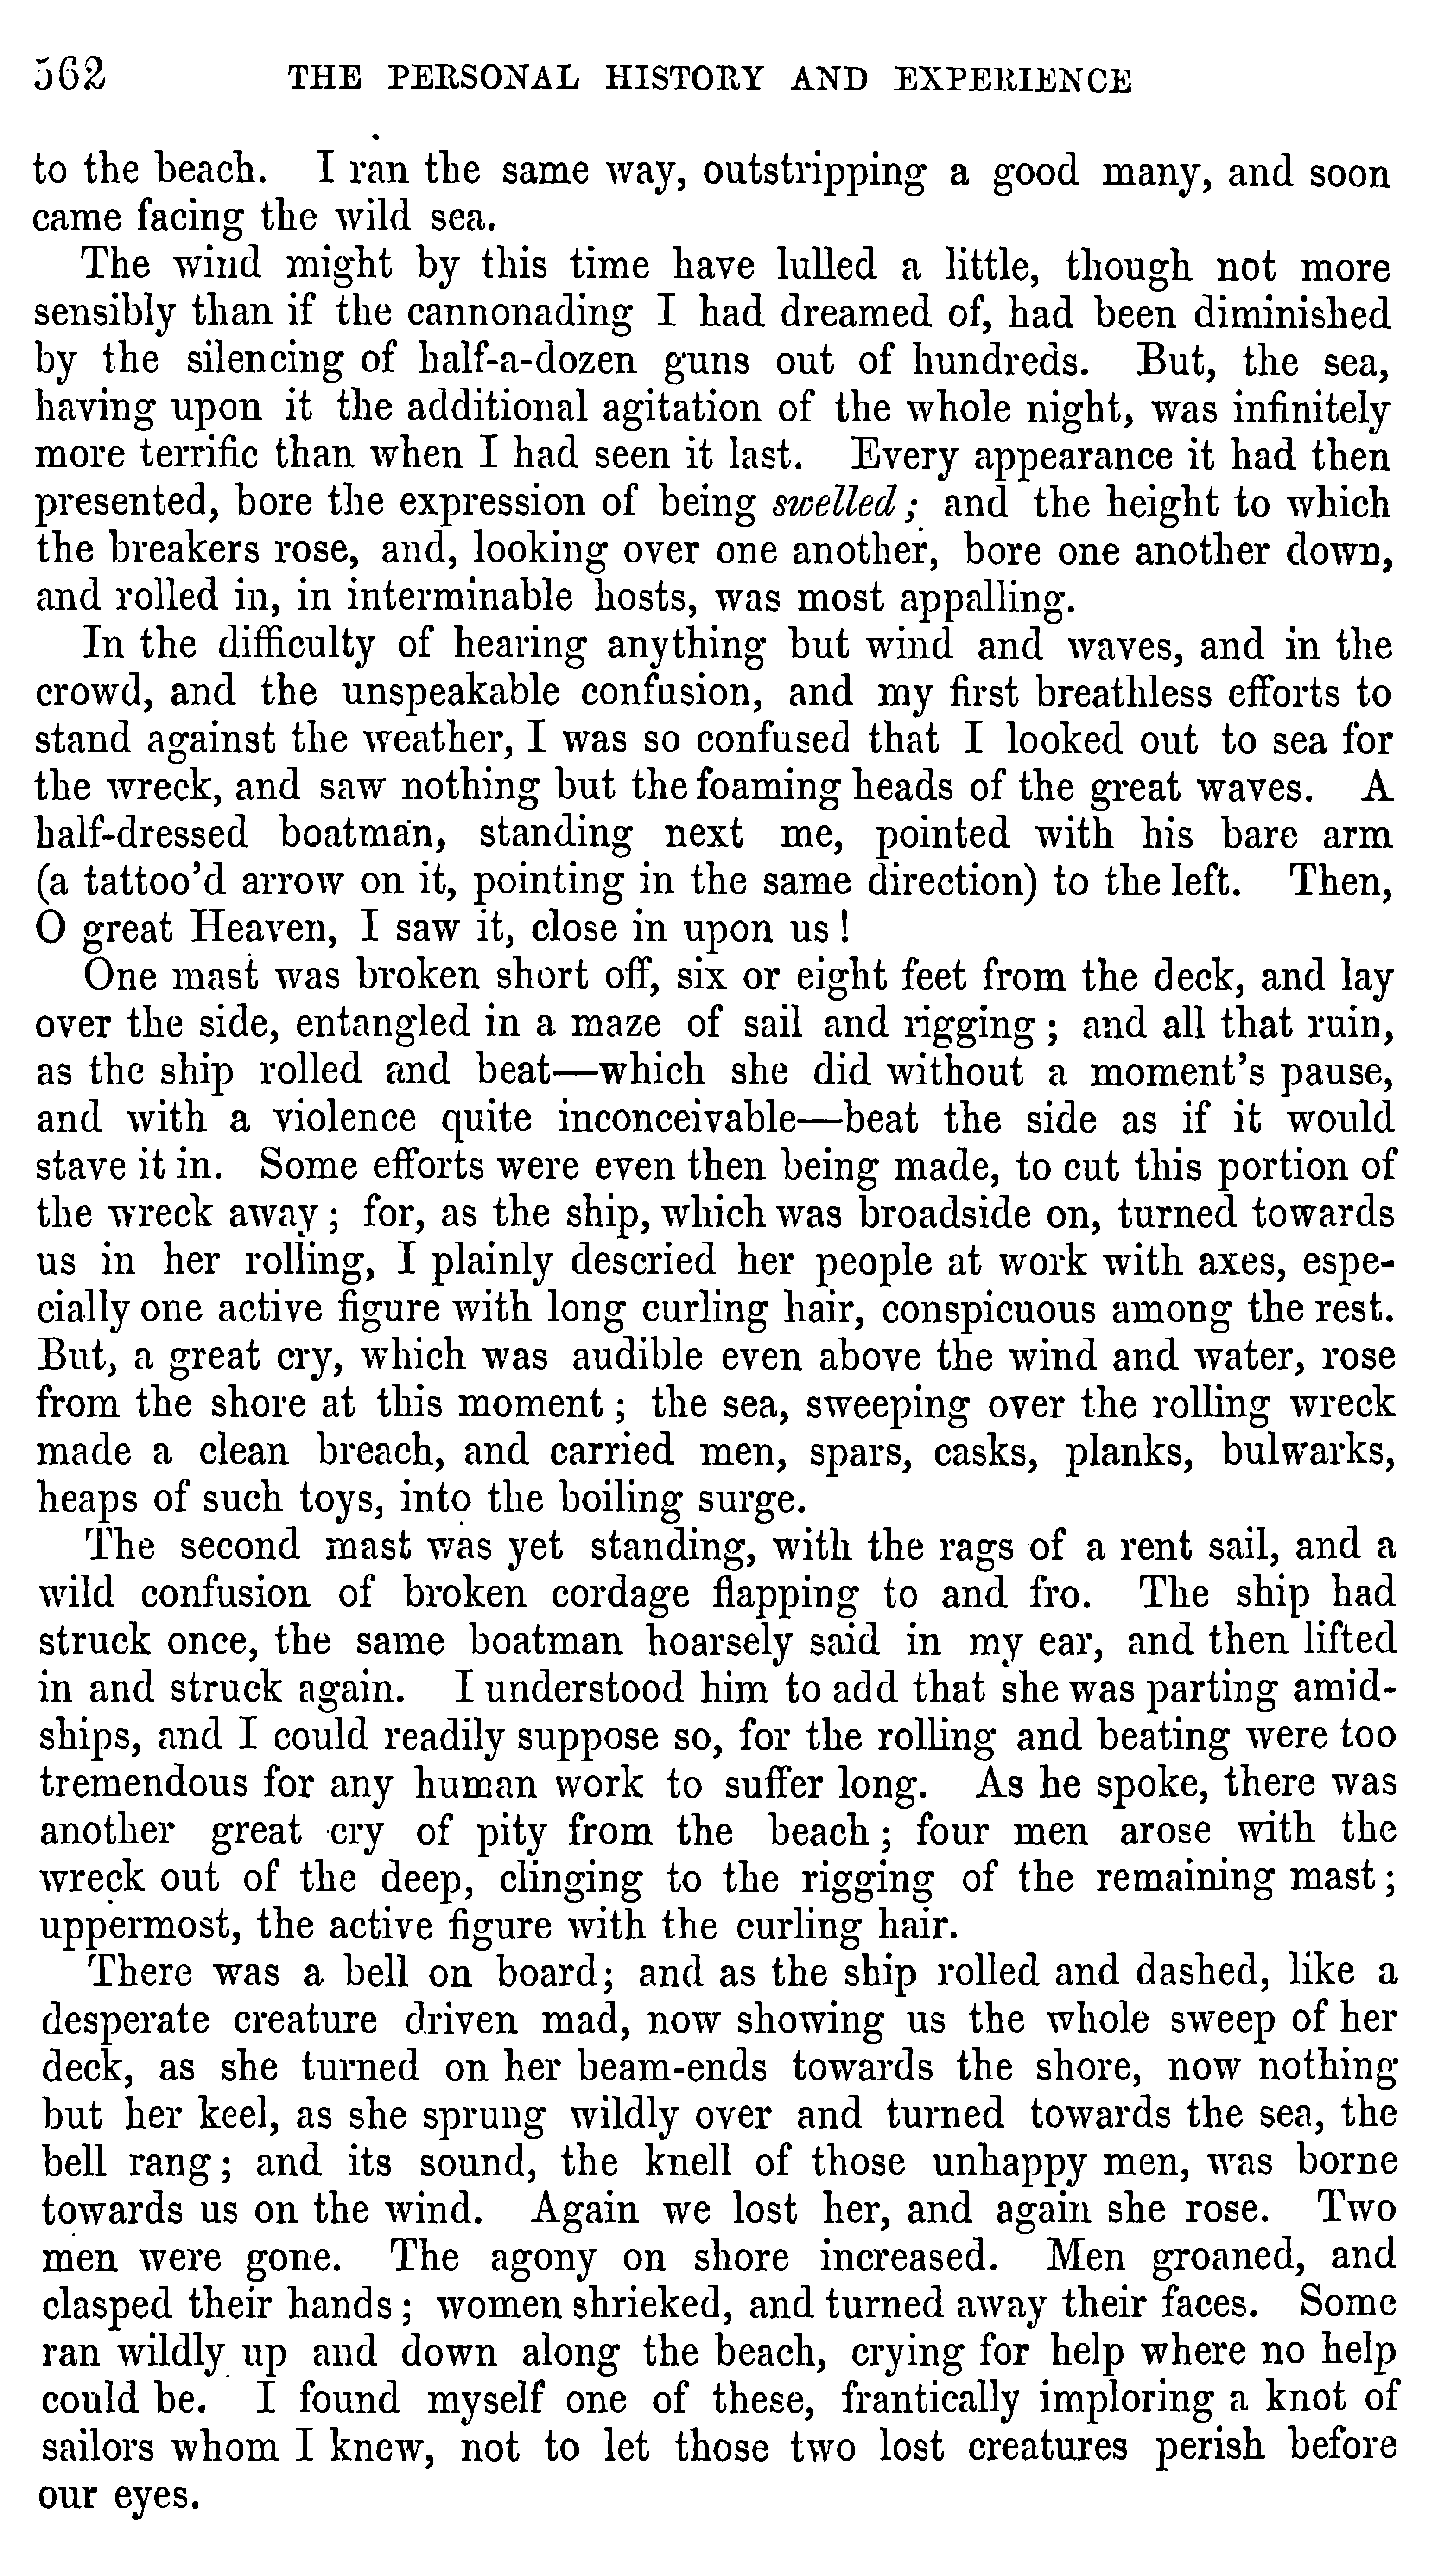 562 THE PERSONAL HISTORY AND EXPERIENCE
to the beach. I ran the same way, outstripping a good many, and soon
came facing the wild sea.
The wind might by this time have lulled a little, though not more
sensibly than if the cannonading I had dreamed of, had been diminished
by the silencing of half-a-dozen guns out of hundreds. But, the sea,
having upon it the additional agitation of the whole night, was infinitely
more terrific than when I had seen it last. Every appearance it had then
presented, bore the expression of being swelled; and the height to which
the breakers rose, and, looking over one another, bore one another down,
and rolled in, in interminable hosts, was most appalling.
In the difficulty of hearing anything but wind and waves, and in the
crowd, and the unspeakable confusion, and my first breathless efforts to
stand against the weather, I was so confused that I looked out to sea for
the wreck, and saw nothing but the foaming heads of the great waves. A
half-dressed boatman, standing next me, pointed with his bare arm
(a tattoo'd arrow on it, pointing in the same direction) to the left. Then,
O great Heaven, I saw it, close in upon us!
One mast was broken short off, six or eight feet from the deck, and lay
over the side, entangled in a maze of sail and rigging; and all that ruin,
as the ship rolled and beat—which she did without a moment's pause,
and with a violence quite inconceivable—beat the side as if it would
stave it in. Some efforts were even then being made, to cut this portion of
the wreck away; for, as the ship, which was broadside on, turned towards
us in her rolling, I plainly descried her people at work with axes, espe-
cially one active figure with long curling hair, conspicuous among the rest.
But, a great cry, which was audible even above the wind and water, rose
from the shore at this moment; the sea, sweeping over the rolling wreck
made a clean breach, and carried men, spars, casks, planks, bulwarks,
heaps of such toys, into the boiling surge.
The second mast was yet standing, with the rags of a rent sail, and a
wild confusion of broken cordage flapping to and fro. The ship had
struck once, the same boatman hoarsely said in my ear, and then lifted
in and struck again. I understood him to add that she was parting amid-
ships, and I could readily suppose so, for the rolling and beating were too
tremendous for any human work to suffer long. As he spoke, there was
another great cry of pity from the beach; four men arose with the
wreck out of the deep, clinging to the rigging of the remaining mast;
uppermost, the active figure with the curling hair.
There was a bell on board; and as the ship rolled and dashed, like a
desperate creature driven mad, now showing us the whole sweep of her
deck, as she turned on her beam-ends towards the shore, now nothing
but her keel, as she sprung wildly over and turned towards the sea, the
bell rang; and its sound, the knell of those unhappy men, was borne
towards us on the wind. Again we lost her, and again she rose. Two
men were gone. The agony on shore increased. Men groaned, and
clasped their hands; women shrieked, and turned away their faces. Some
ran wildly up and down along the beach, crying for help where no help
could be. I found myself one of these, frantically imploring a knot of
sailors whom I knew, not to let those two lost creatures perish before
our eyes.